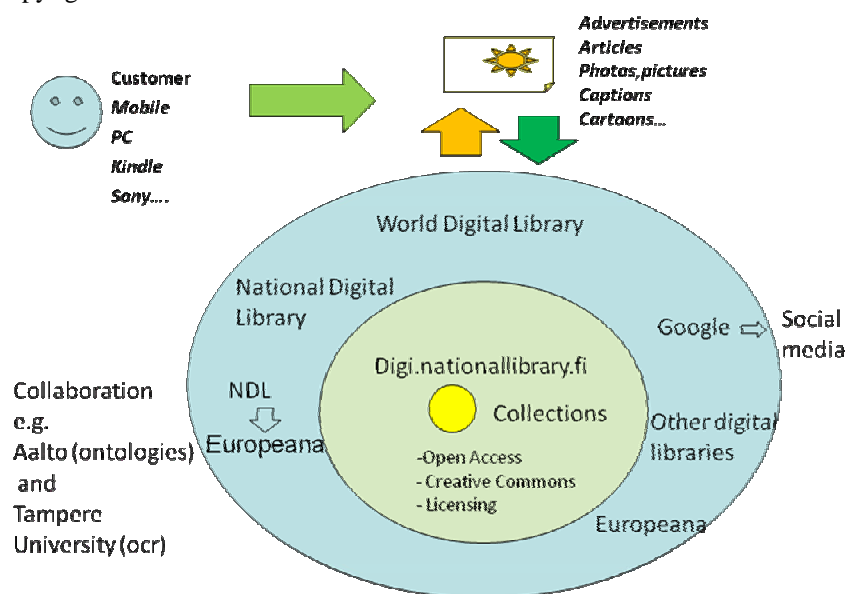 Customer
Mobile
PC
Kindle
Sony....
Advertisements
Articles
Photos,pictures
Captions
Cartoons...
World Digital Library
National Digital
Library
Google
Social
media
Digi.nationallibrary.fi
Collections
-Open Access
- Creative Commons
- Licensing
NDL
Europeana
Other digital
libraries
Europeana
Collaboration
e.g.
Aalto (ontologies)
and
Tampere
University (ocr)